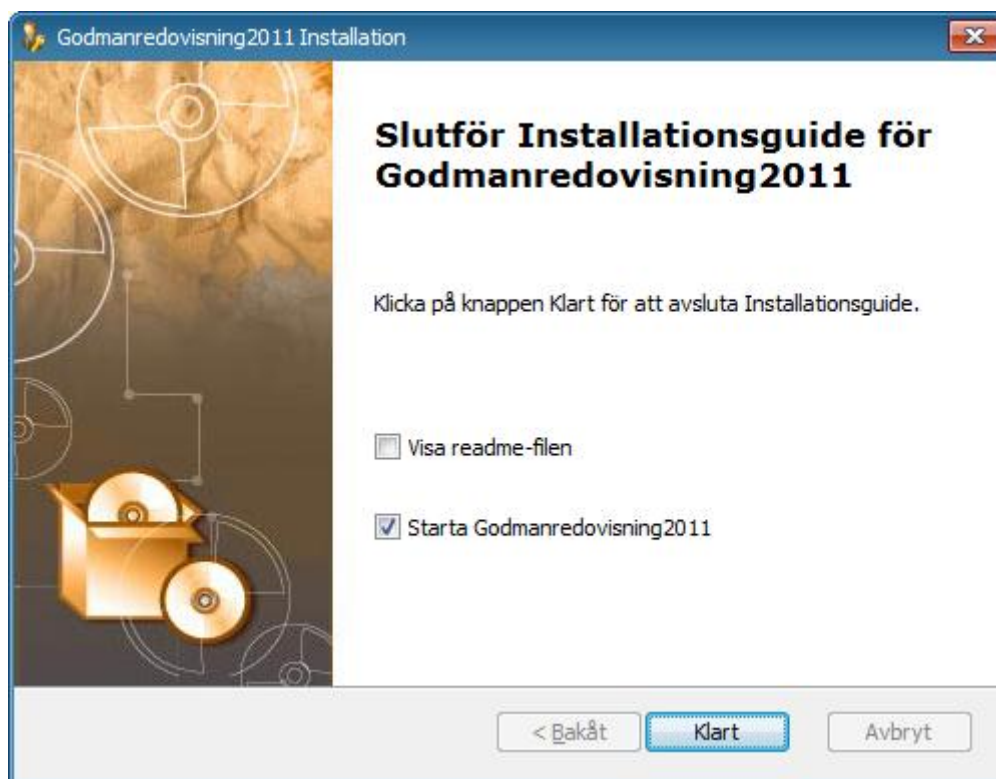 Godmanredovisning2011 Installation
Slutför Installationsguide för
Godmanredovisning2011
Klicka på knappen Klart för att avsluta Installationsguide.
Visa readme-filen
Starta Godmanredovisning2011
< Bakåt
Klart
Avbryt